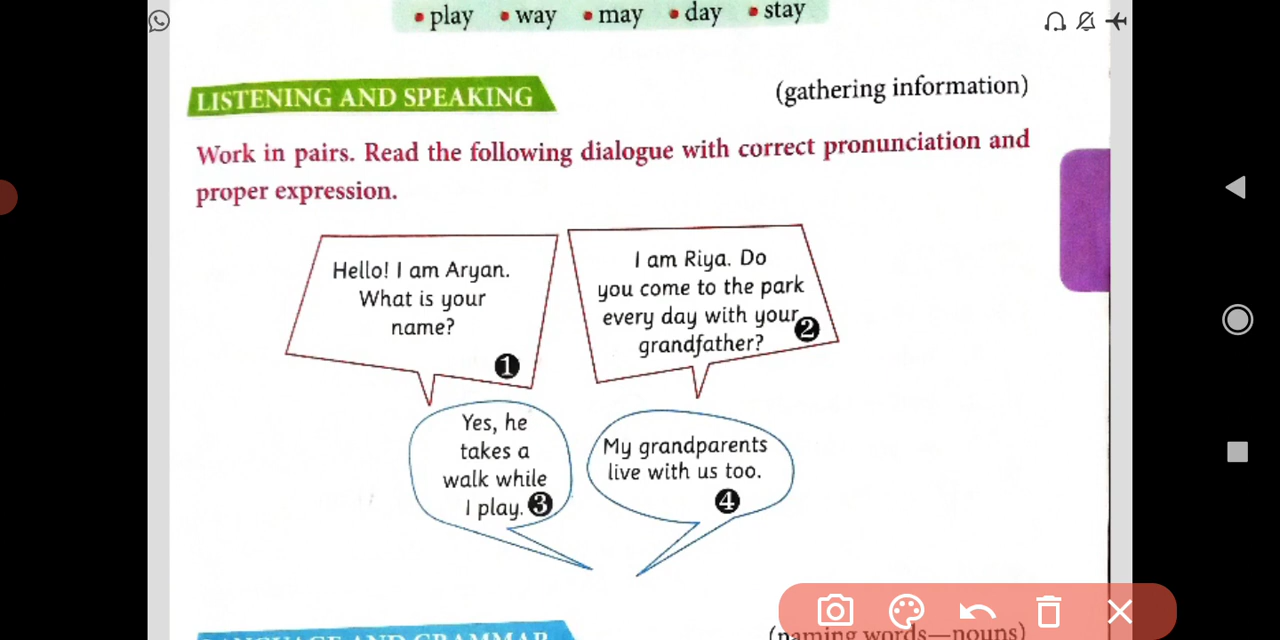 • play • way • may • day • stay
LISTENING AND SPEAKING
(gathering information)
Work in pairs. Read the following dialogue with correct pronunciation and
proper expression.
Hello! I am Aryan.
What is your
name?
1
I am Riya. Do
you come to the park
every day with your
grandfather?
2
Yes, he
takes a
walk while
I play.
3
My grandparents
live with us too.
4
LANGUAGE AND GRAMMAR
(naming words—nouns)